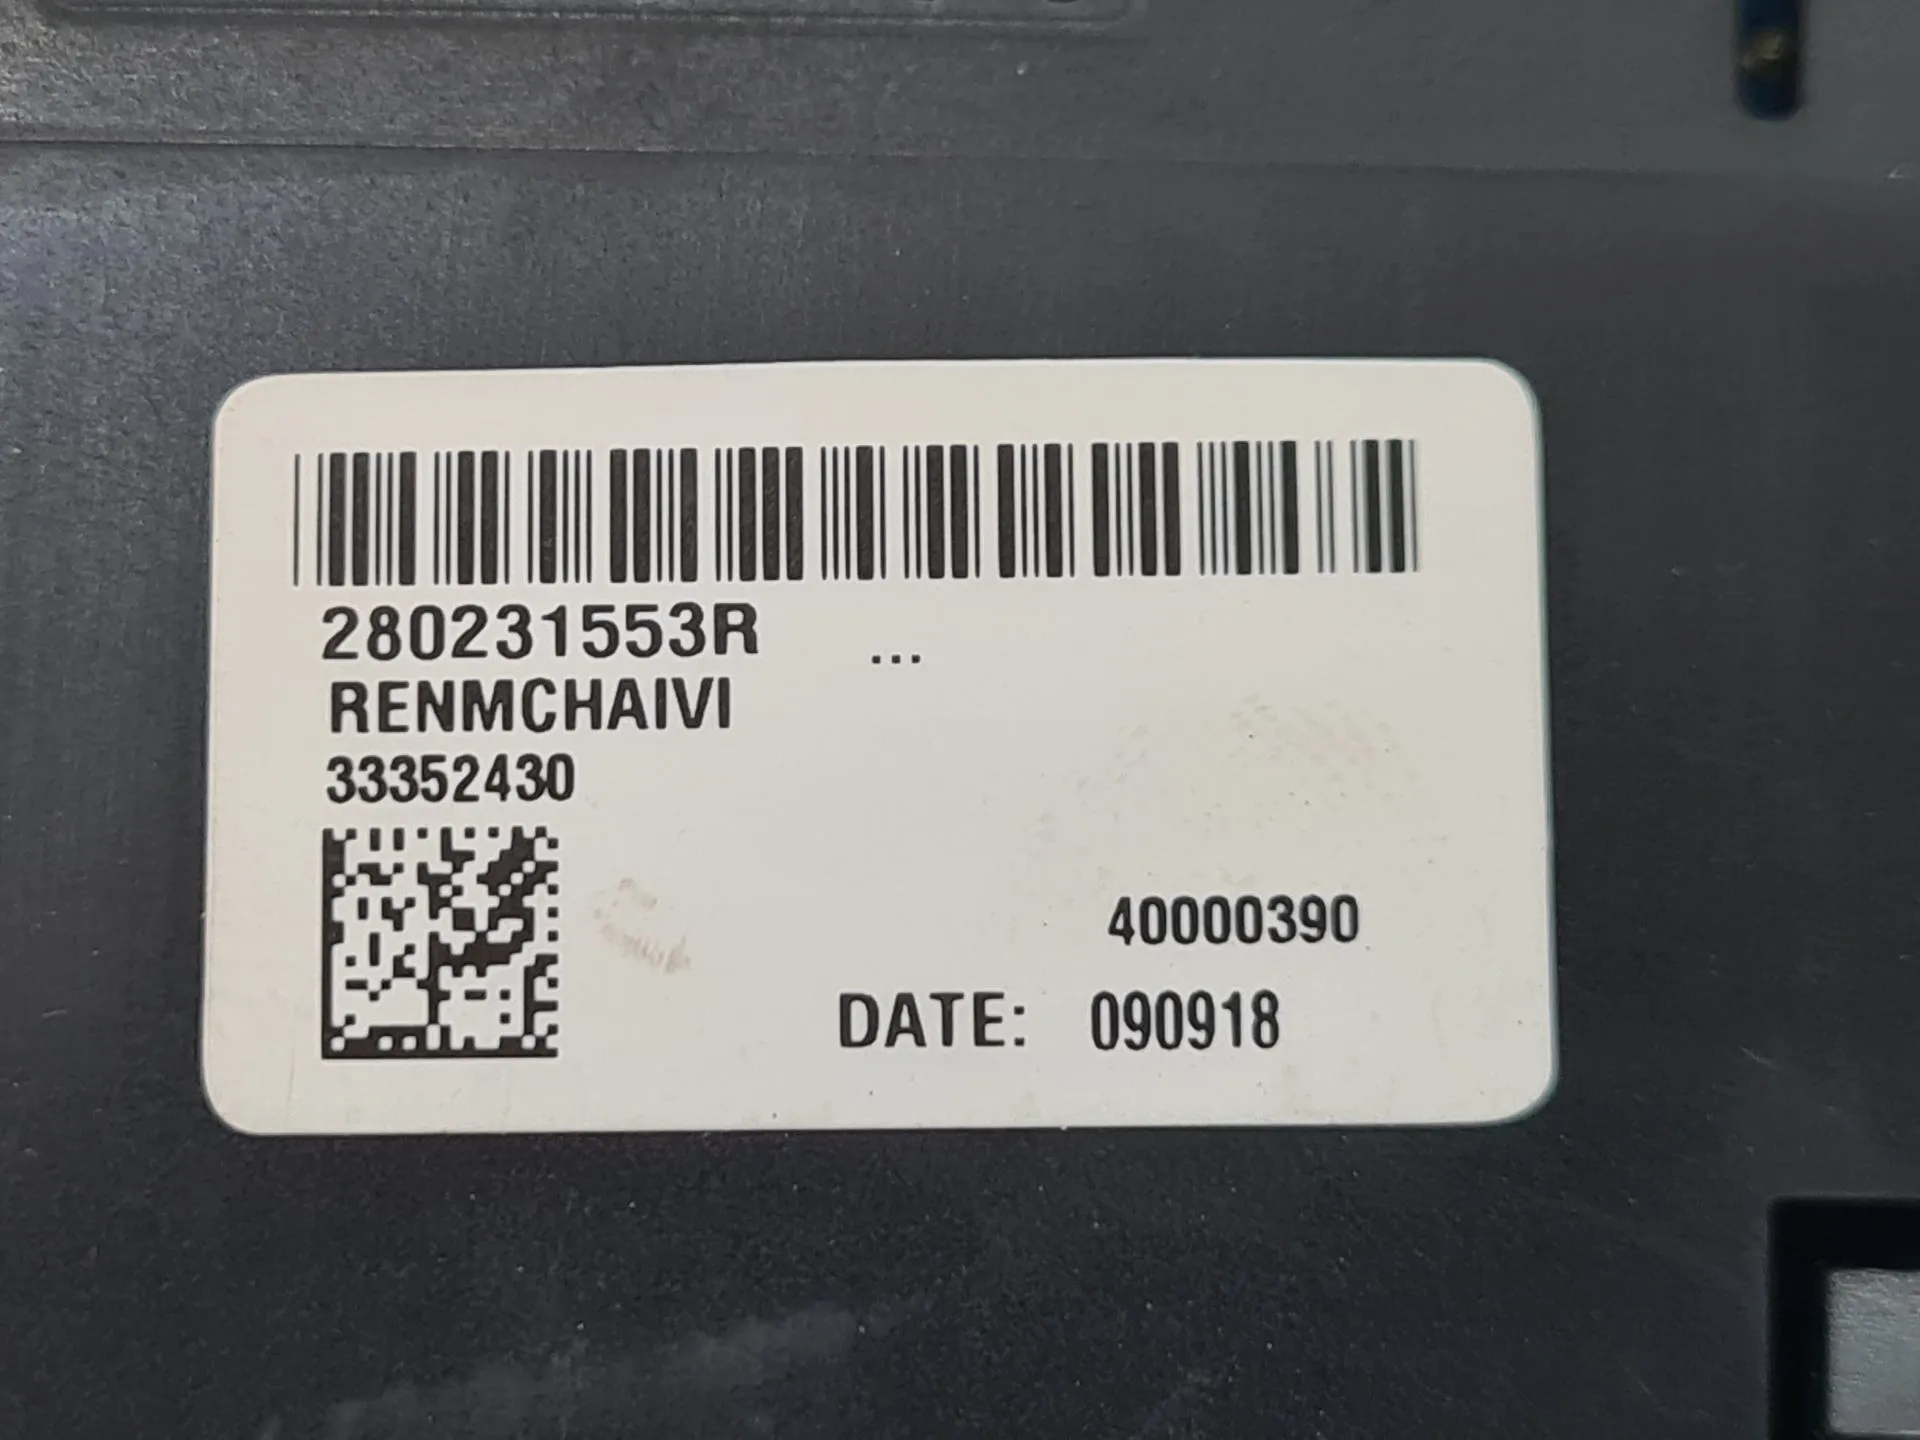 280231553R ...
RENMCHAIVI
33352430
40000390
DATE: 090918